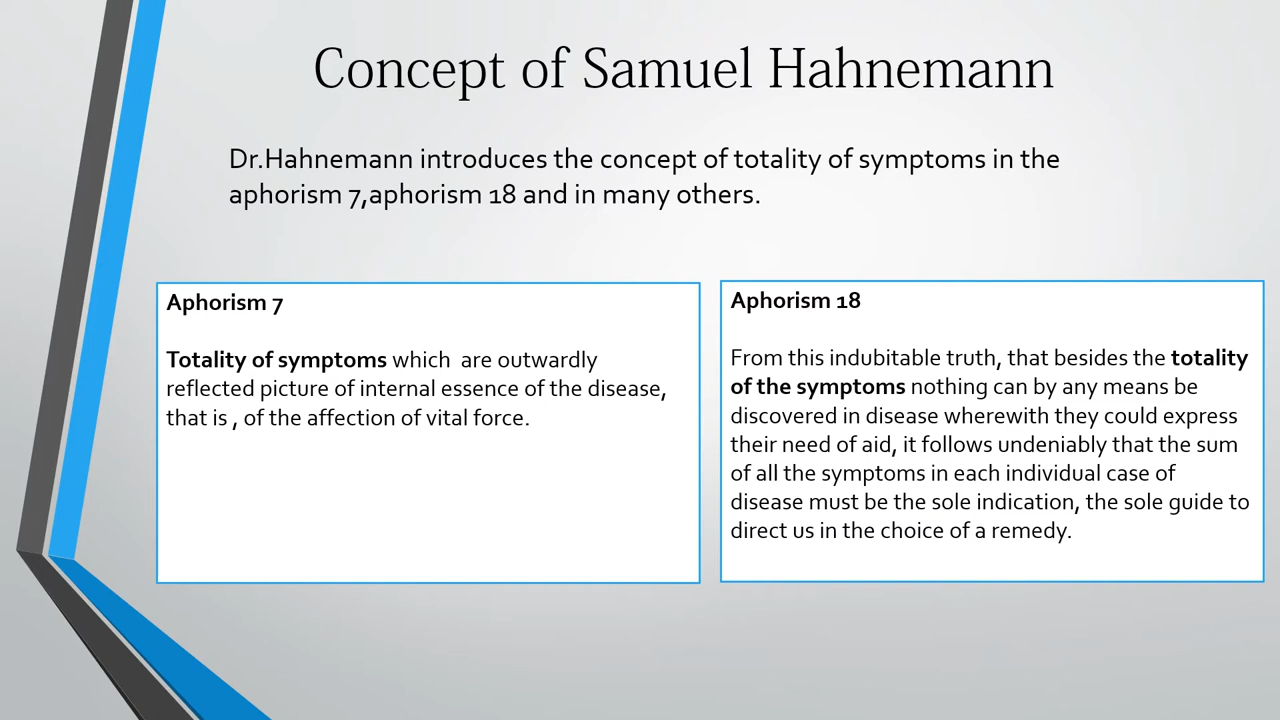 Concept of Samuel Hahnemann
Dr.Hahnemann introduces the concept of totality of symptoms in the
aphorism 7,aphorism 18 and in many others.
Aphorism 7
Totality of symptoms which  are outwardly
reflected picture of internal essence of the disease,
that is , of the affection of vital force.
Aphorism 18
From this indubitable truth, that besides the totality
of the symptoms nothing can by any means be
discovered in disease wherewith they could express
their need of aid, it follows undeniably that the sum
of all the symptoms in each individual case of
disease must be the sole indication, the sole guide to
direct us in the choice of a remedy.